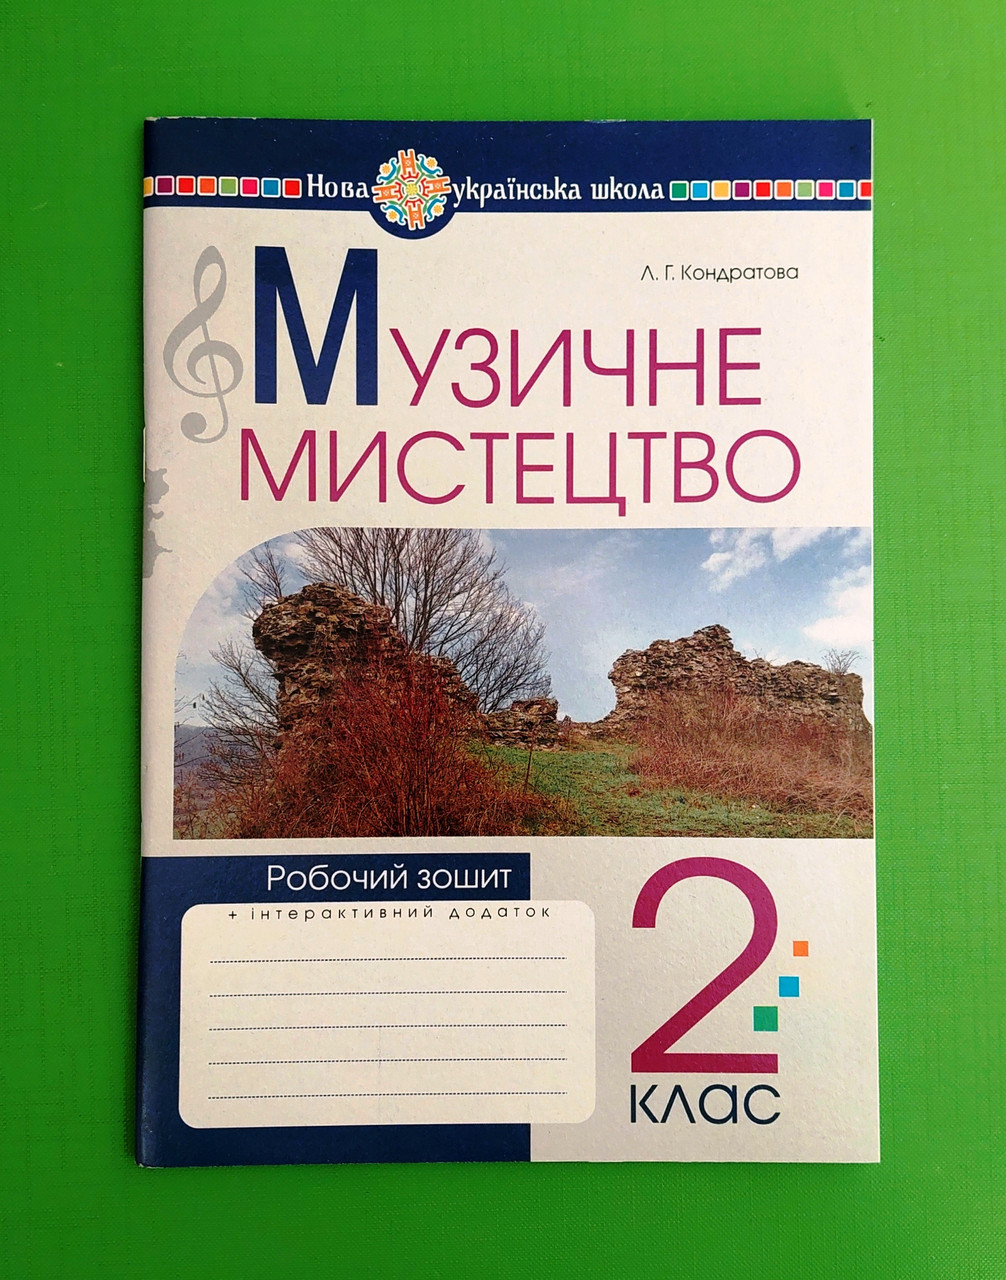 Нова українська школа
Л. Г. Кондратова
Музичне
мистецтво
Робочий зошит
+ інтерактивний додаток
2
клас